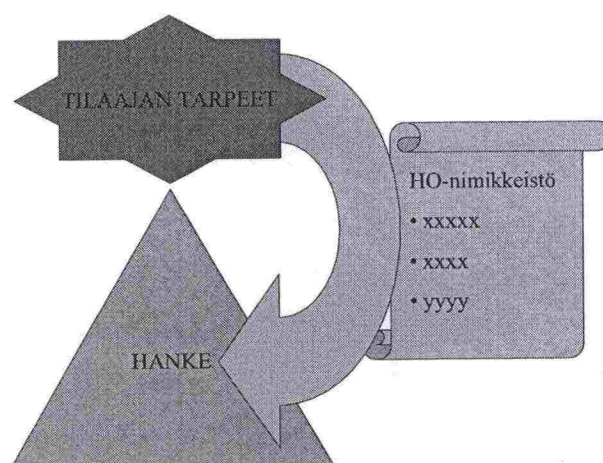 TILAAJAN TARPEET
HO-nimikkeistö
• xxxxx
• xxxx
• yyyy
HANKE